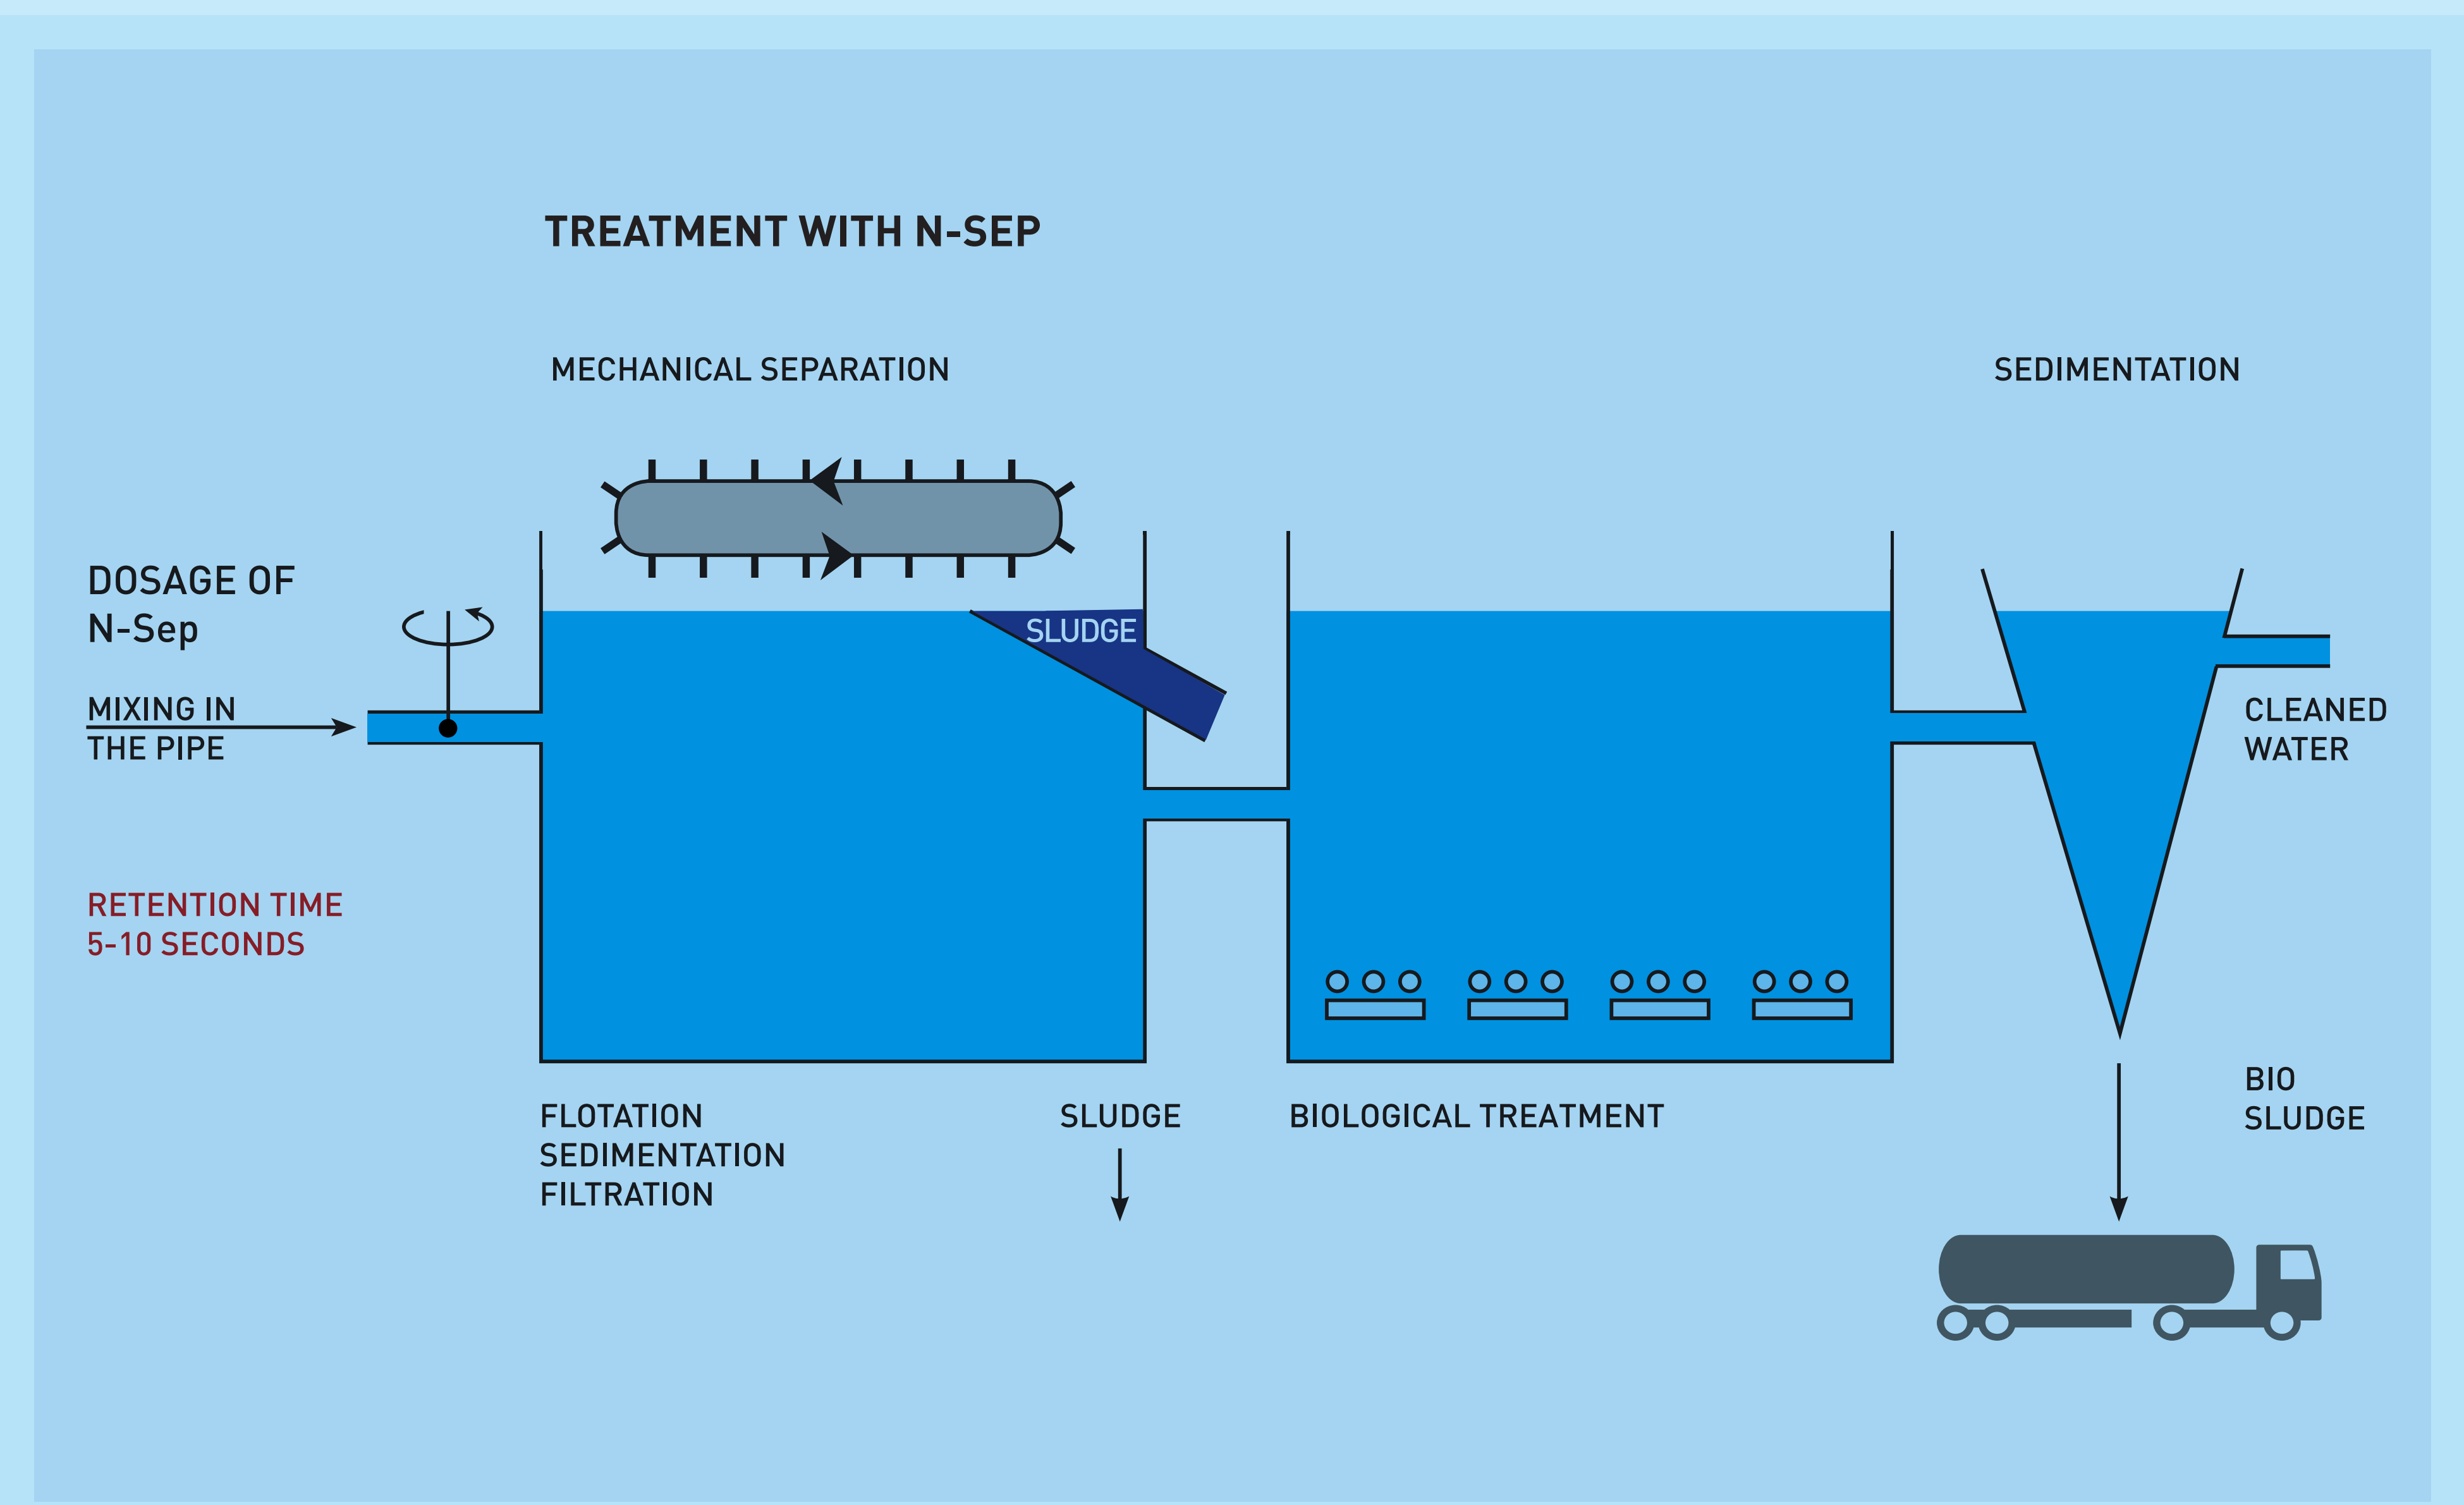 TREATMENT WITH N-SEP
MECHANICAL SEPARATION
SEDIMENTATION
DOSAGE OF
N-Sep
MIXING IN
THE PIPE
RETENTION TIME
5-10 SECONDS
SLUDGE
CLEANED
WATER
FLOTATION
SEDIMENTATION
FILTRATION
SLUDGE
BIOLOGICAL TREATMENT
BIO
SLUDGE